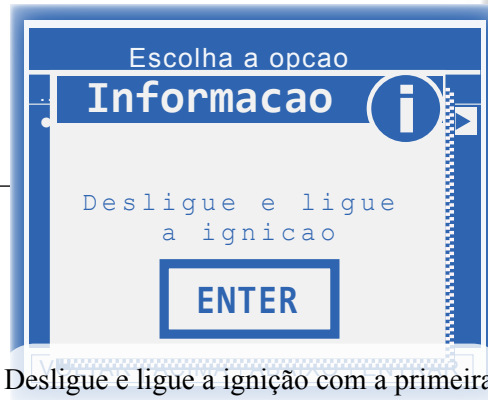 Escolha a opcao
Informacao
i
Desligue e ligue
a ignicao
ENTER
Desligue e ligue a ignição com a primeira